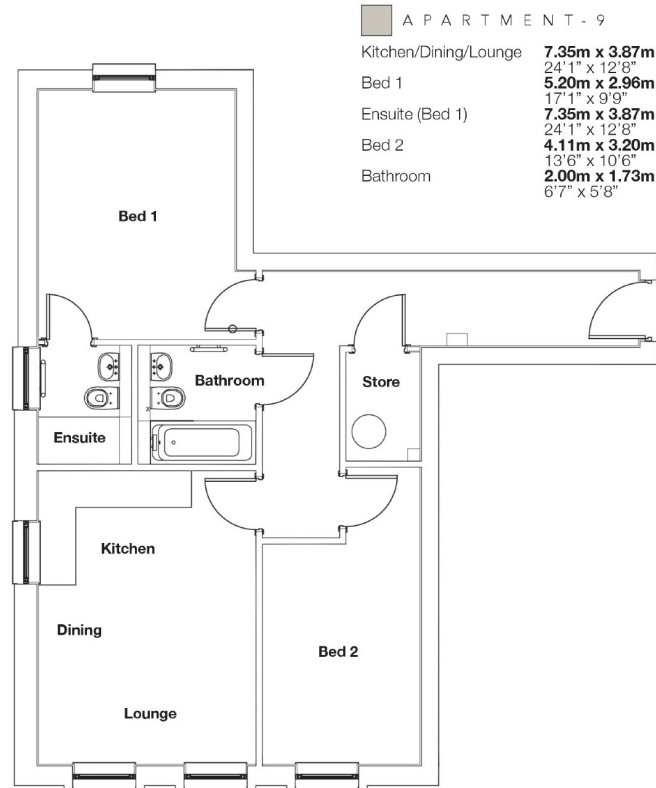 APARTMENT-9
Kitchen/Dining/Lounge 7.35m x 3.87m
24'1" x 12'8"
Bed 1 5.20m x 2.96m
17'1" x 9'9"
Ensuite (Bed 1) 7.35m x 3.87m
24'1" x 12'8"
Bed 2 4.11m x 3.20m
13'6" x 10'6"
Bathroom 2.00m x 1.73m
6'7" x 5'8"
Bed 1
Bathroom
Store
Ensuite
Kitchen
Dining
Bed 2
Lounge